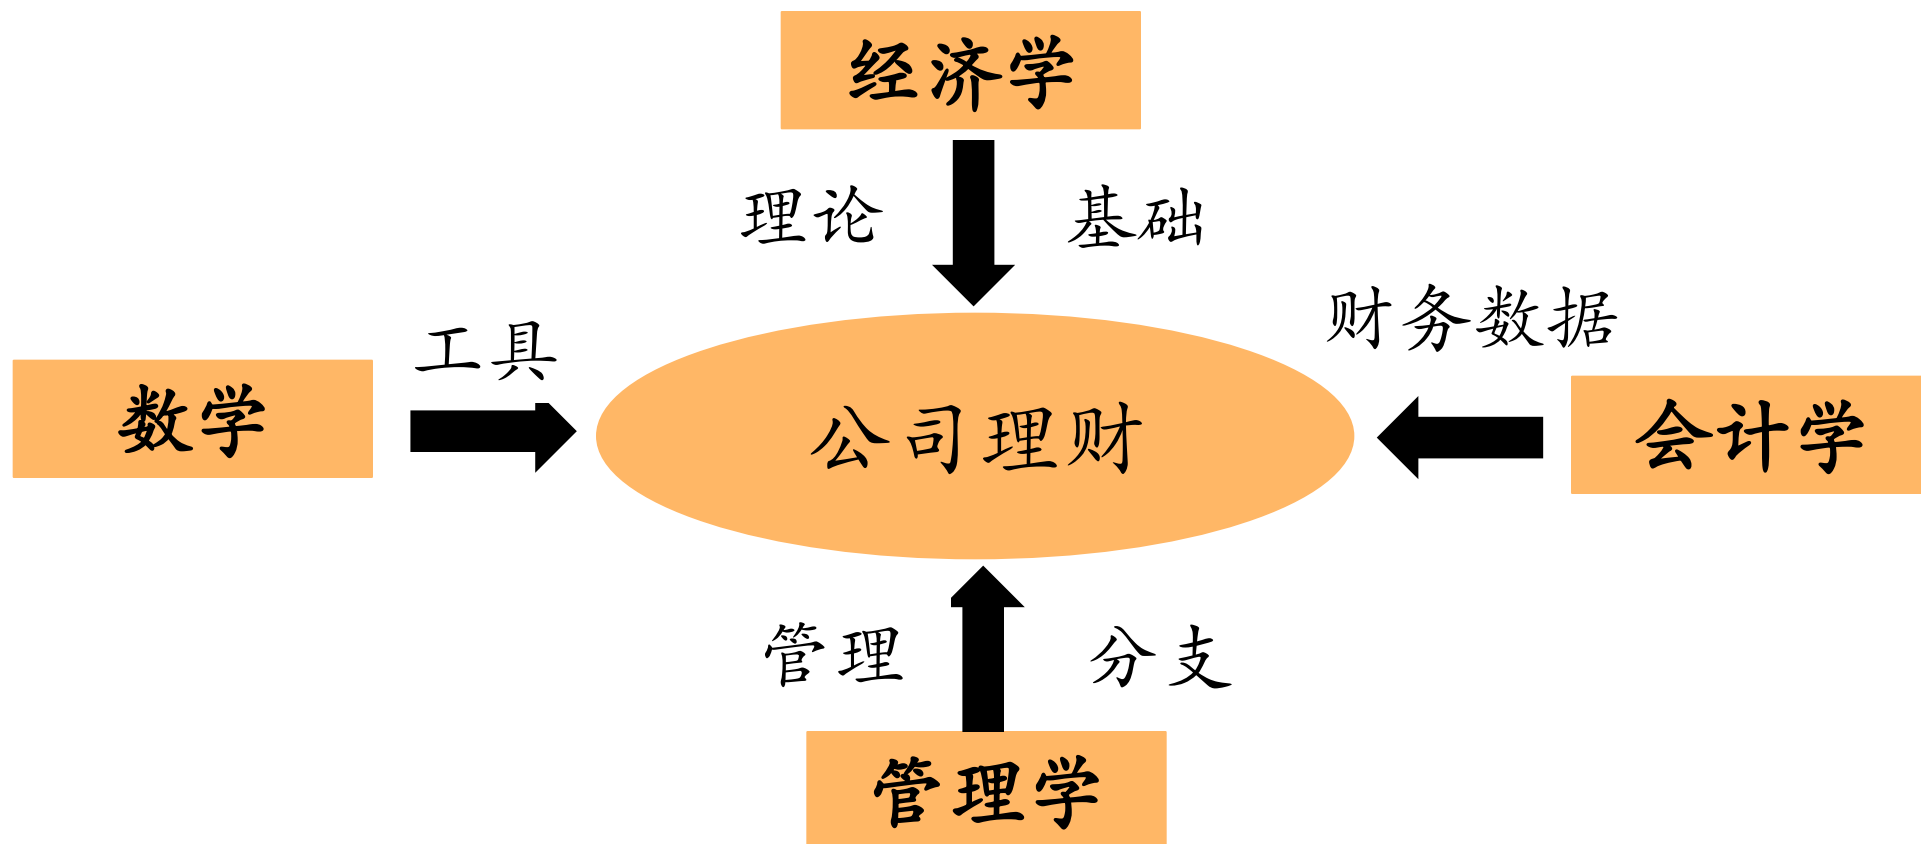 经济学
理论 基础
财务数据
工具
数学
公司理财
会计学
管理 分支
管理学